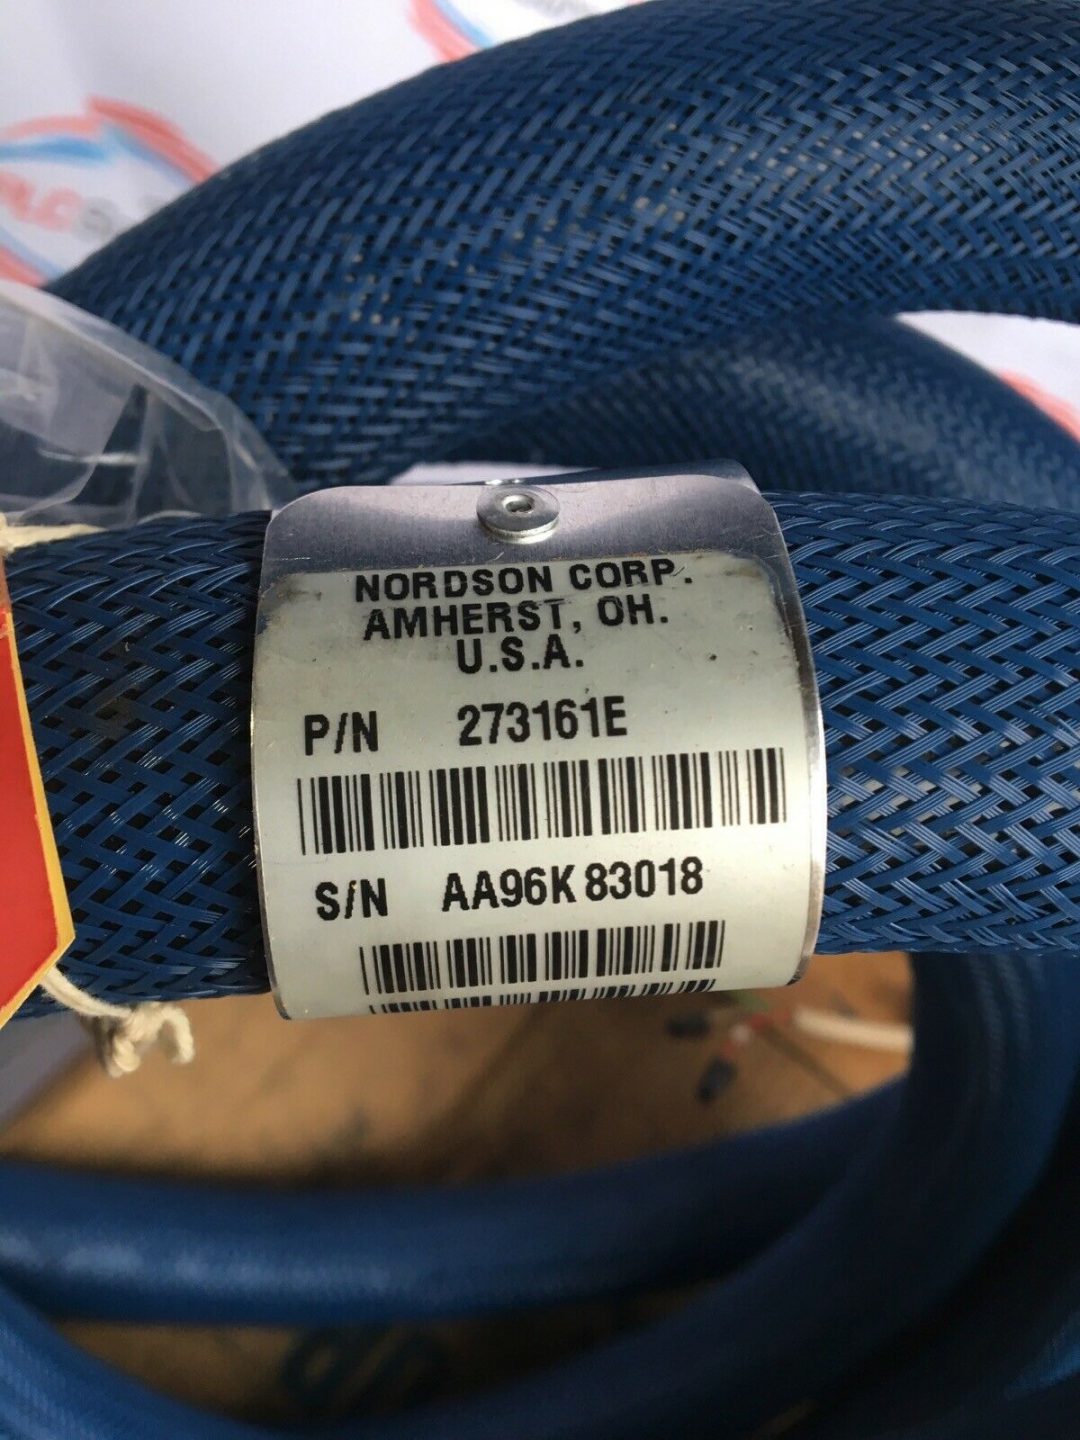 NORDSON CORP.
AMHERST, OH.
U.S.A.
P/N 273161E
S/N AA96K83018